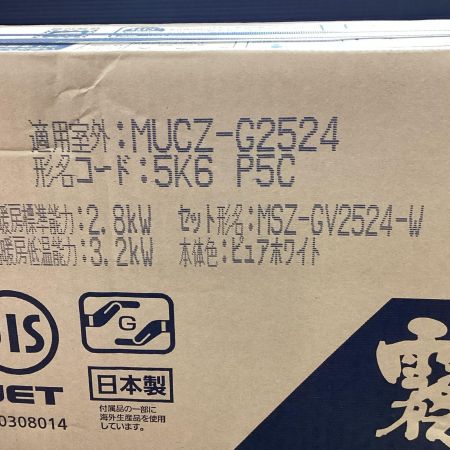 適用室外:MUCZ-G2524
形名コード:5K6 P5C
暖房標準能力:2.8kW
セット形名:MSZ-GV2524-W
暖房低温能力:3.2kW
本体色:ピュアホワイト
G
日本製
付属品の一部に
海外生産品を使用
しています。
JET
0308014
霧